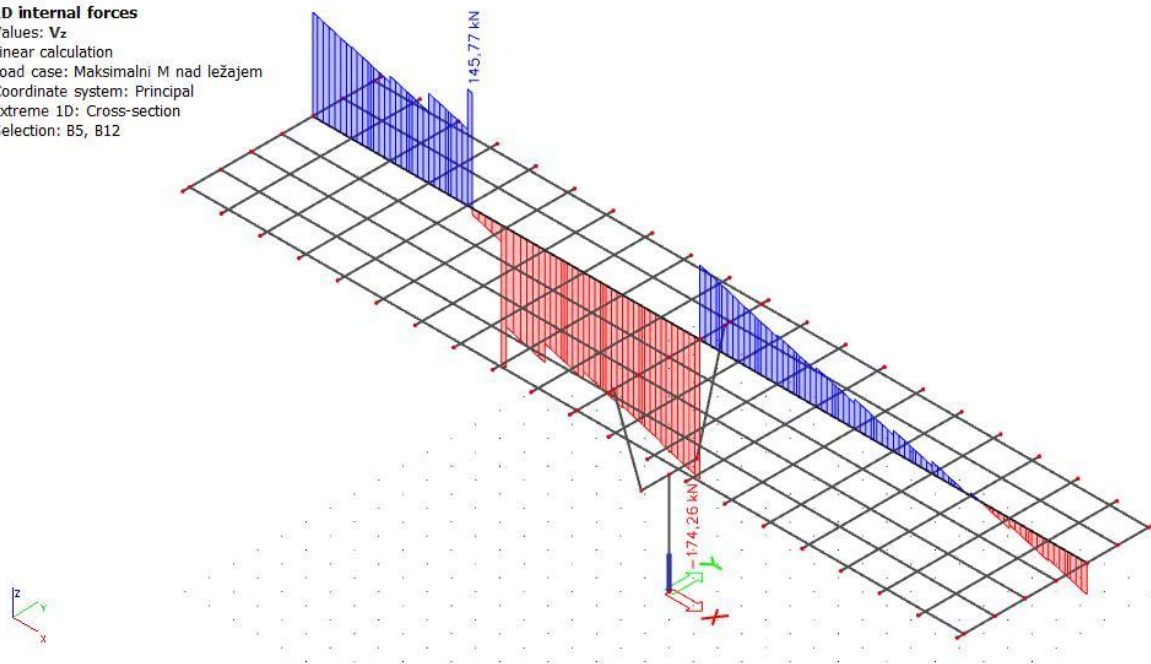 D internal forces
alues: Vz
inear calculation
oad case: Maksimalni M nad ležajem
Coordinate system: Principal
xtreme 1D: Cross-section
election: B5, B12
145,77 kN
-174,26 kN
Y
X
Z
Y
X